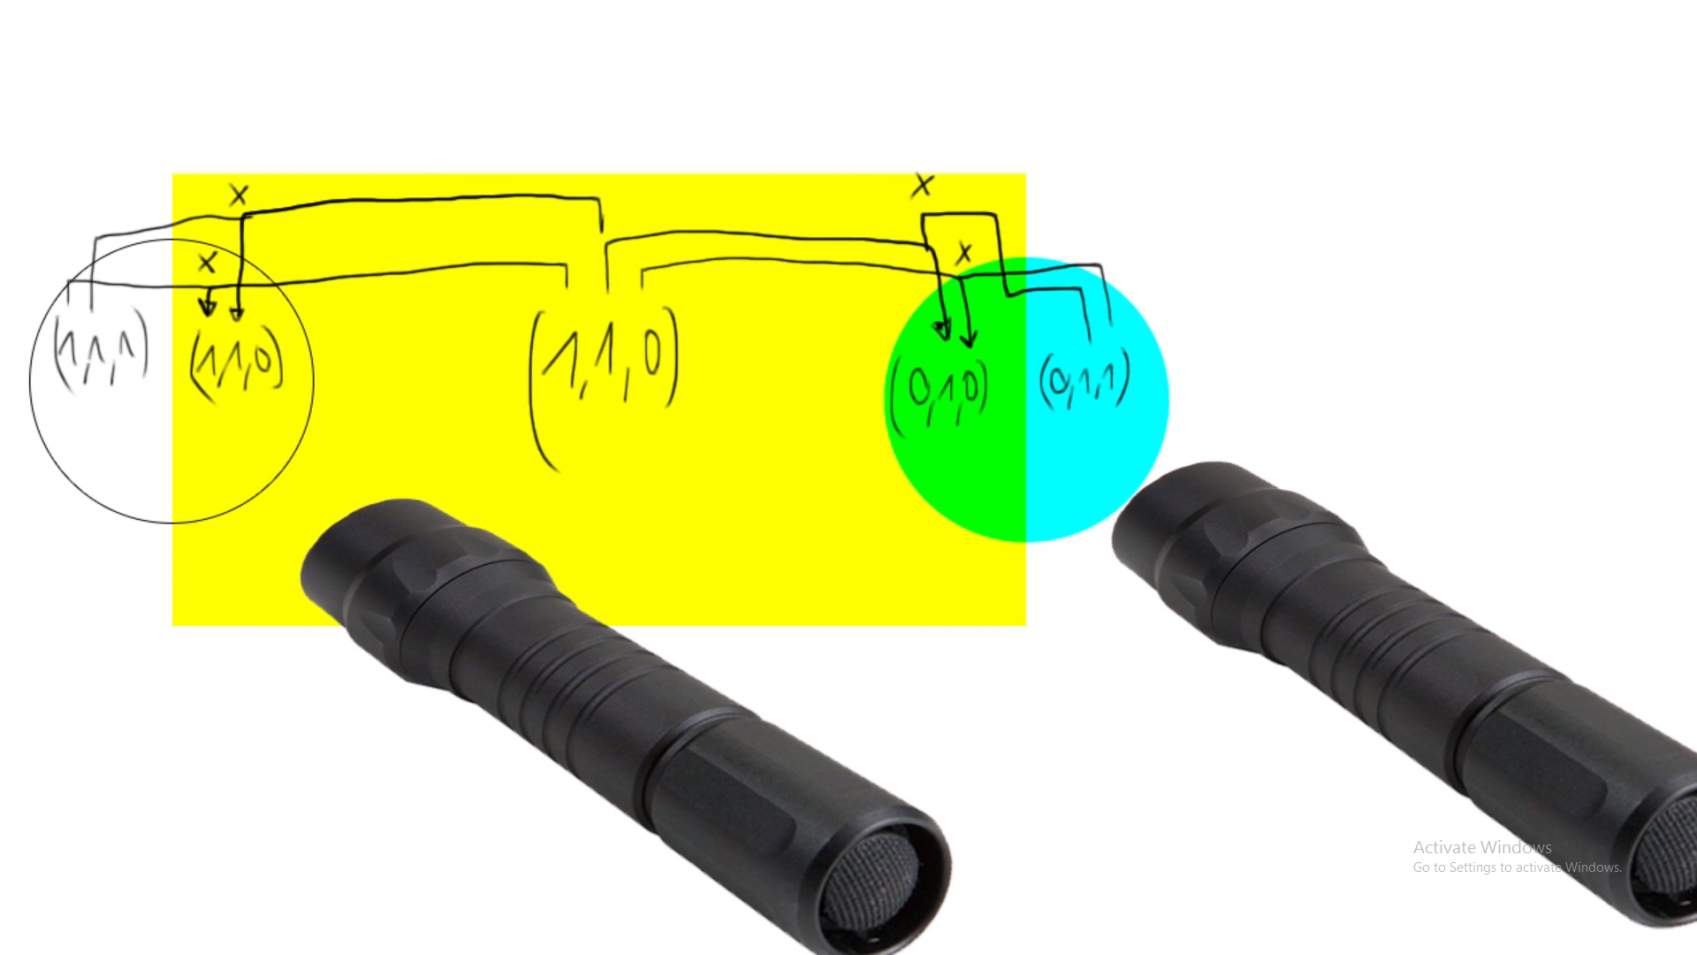 x
x
x
x
(1,1,1)
(1,1,0)
(1,1,0)
(0,1,0)
(0,1,1)
Activate Windows
Go to Settings to activate Windows.